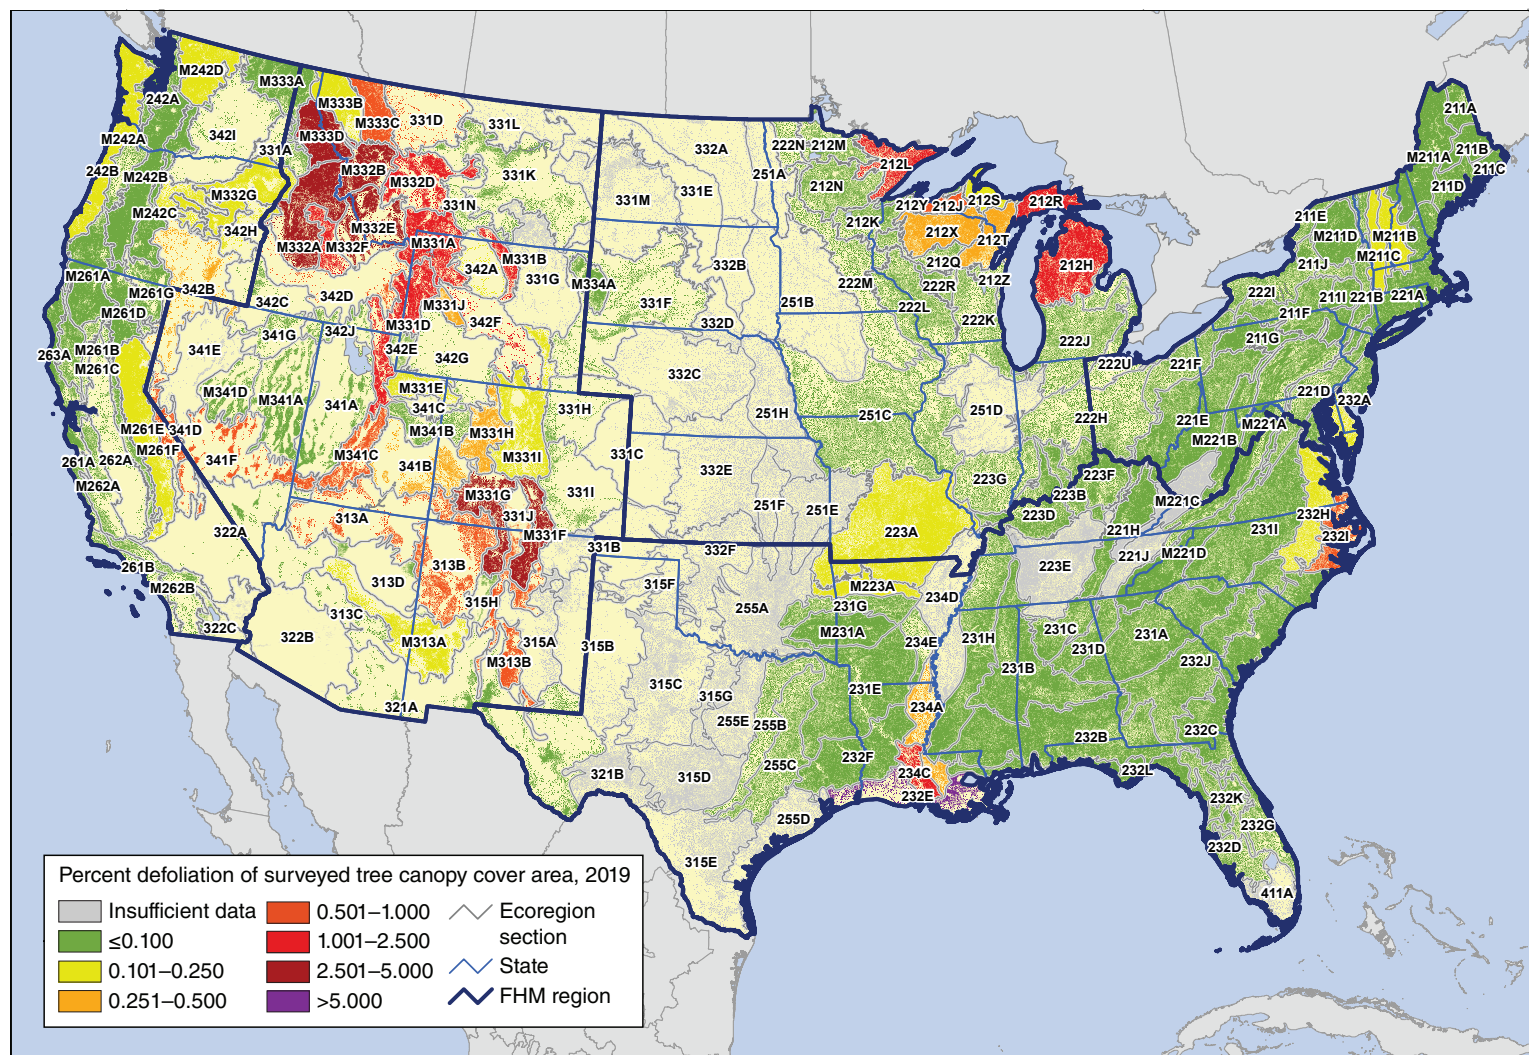 M242D
M333A
M333B
242A
M333C
331D
331L
342I
M333D
M242A
331A
M332B
242B
M242B
M332D
331K
M332G
331N
M242C
342H
M332E
M332A
M332F
M331A
M331B
342A
331G
M334A
M261A
M261G
342B
342C
342D
M331J
M261D
M331D
342F
341G
342J
263A
M261B
341E
342E
342G
M261C
M341D
M341A
341A
M331E
341C
331H
M261E
341D
M341B
M331H
M261F
341F
M341C
341B
M331I
261A
262A
M262A
M331G
331I
331J
M331F
313A
322A
331B
261B
313B
M262B
313D
315H
313C
322C
322B
M313A
315A
M313B
321A
332A
222N
212M
251A
212L
331M
331E
212N
212Y
212J
212S
212R
212K
212X
212T
332B
212Q
212H
222M
222R
212Z
331F
251B
222L
332D
222K
222J
332C
222U
251H
251C
251D
222H
331C
332E
223G
251F
251E
223A
332F
211A
M211A
211B
211C
211D
211E
M211D
M211B
M211C
211J
222I
211I
221B
221A
211F
211G
221F
221D
232A
221E
M221A
M221B
223F
223B
M221C
223D
232H
221H
231I
232I
223E
221J
M221D
315F
M223A
255A
231G
234D
M231A
234E
231H
231C
231A
315B
231D
231B
232J
315C
315G
231E
255E
255B
234A
232C
232B
232F
255C
321B
315D
234C
232L
232E
232K
255D
232G
232D
315E
411A
Percent defoliation of surveyed tree canopy cover area, 2019
Insufficient data
≤0.100
0.101–0.250
0.251–0.500
0.501–1.000
1.001–2.500
2.501–5.000
>5.000
Ecoregion
section
State
FHM region